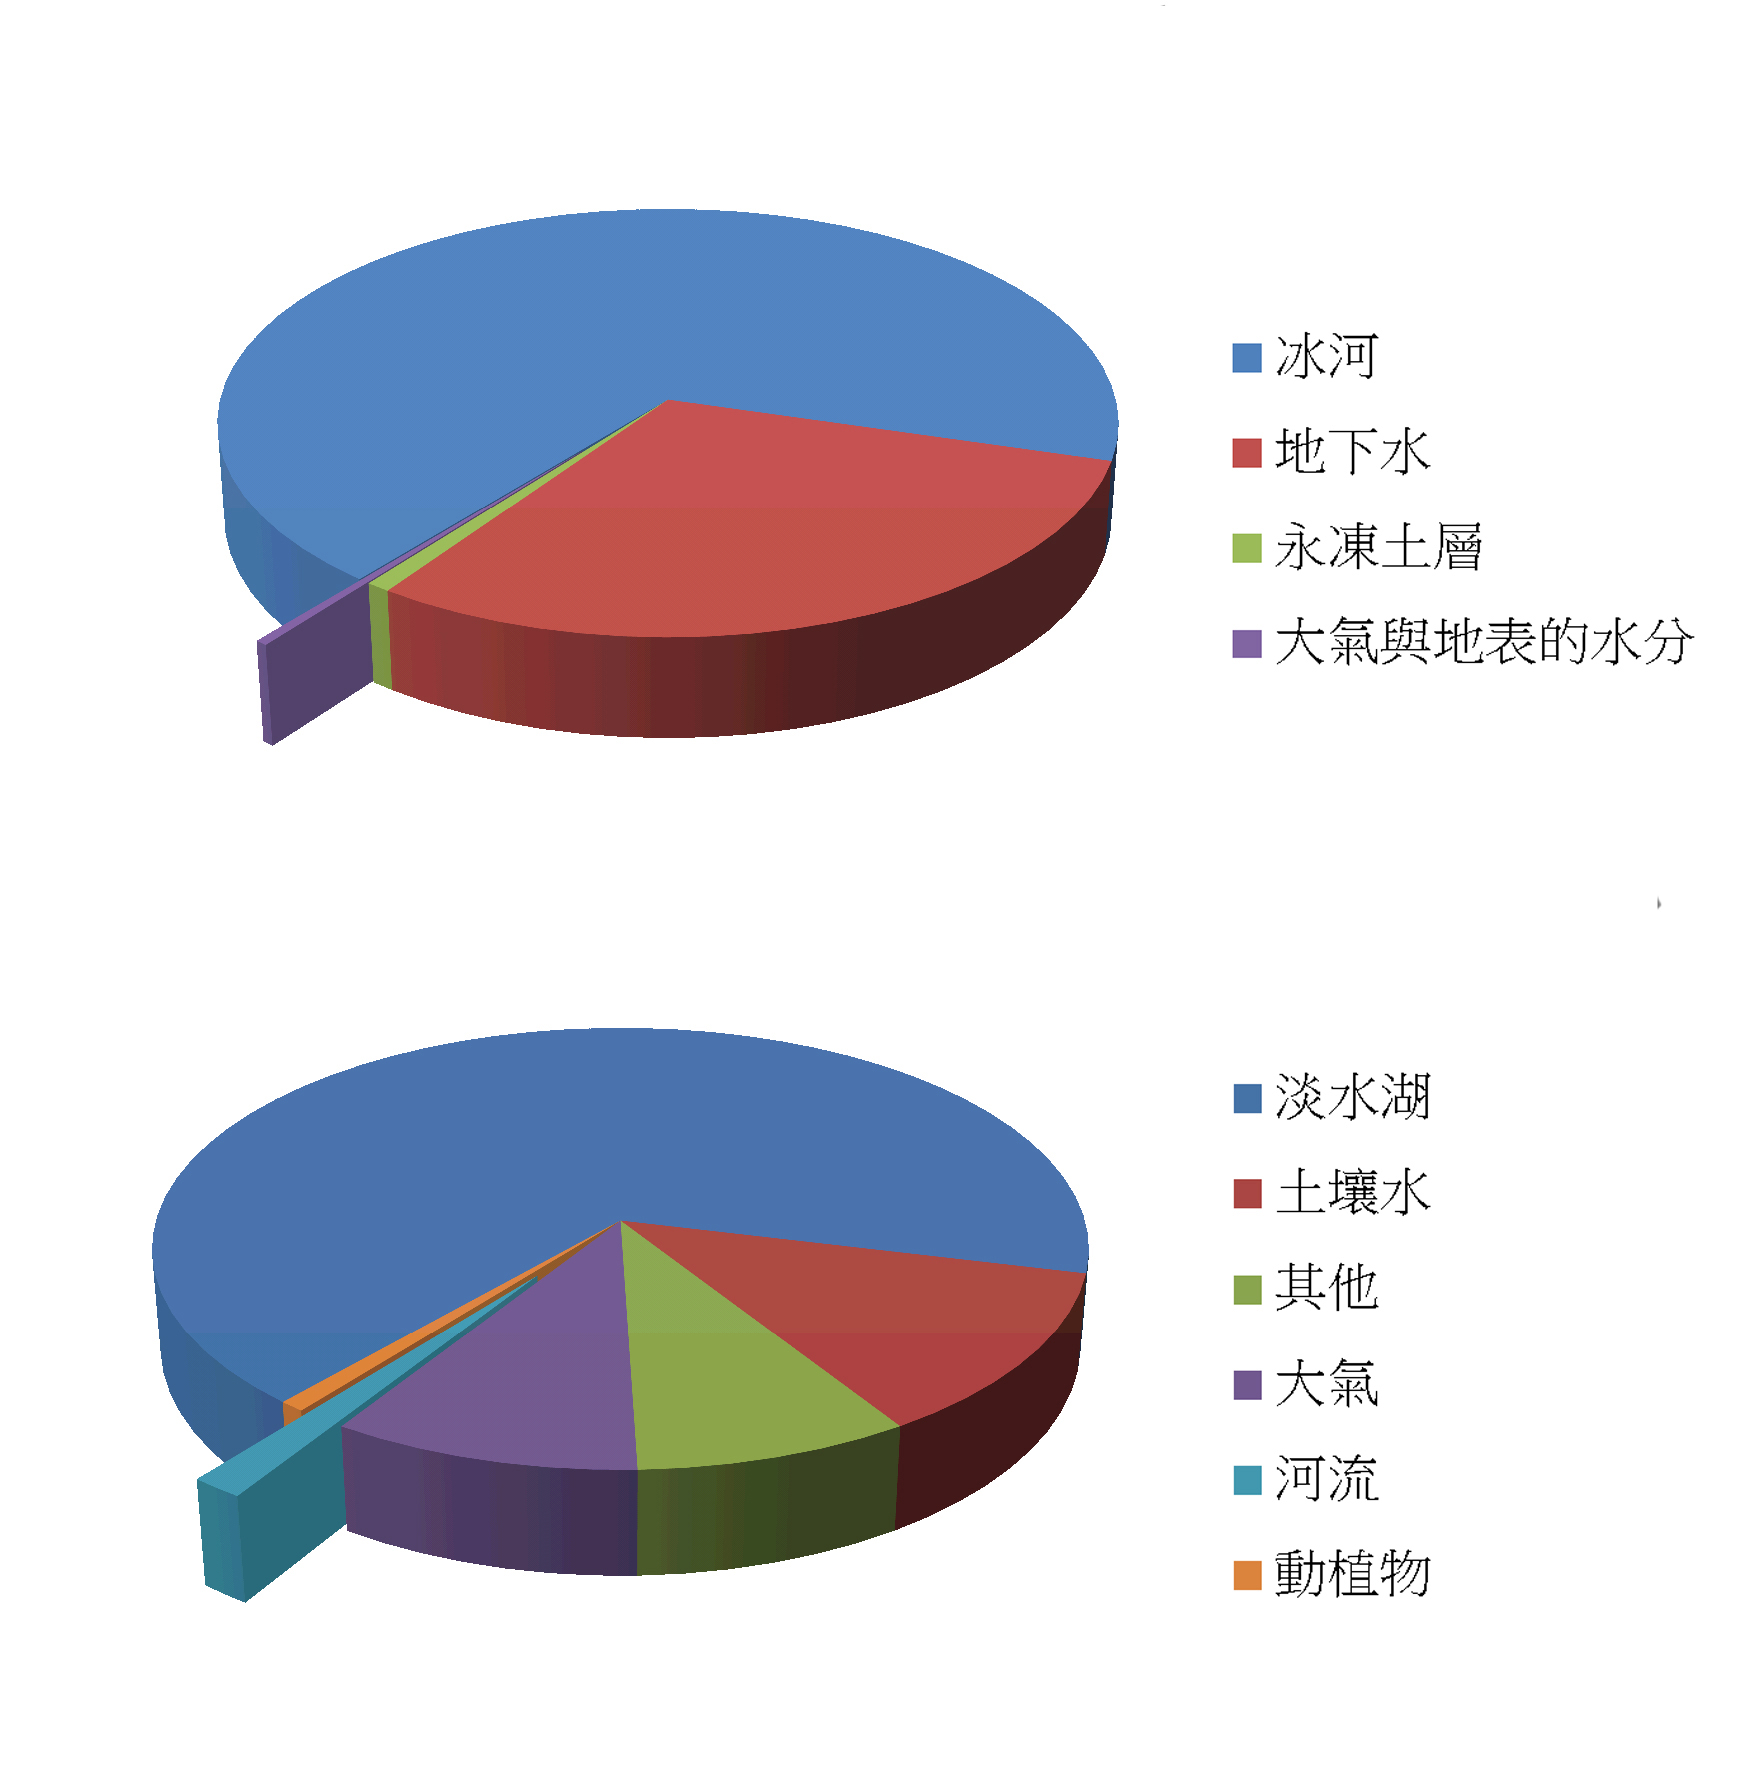 冰河
地下水
永凍土層
大氣與地表的水分
淡水湖
土壤水
其他
大氣
河流
動植物